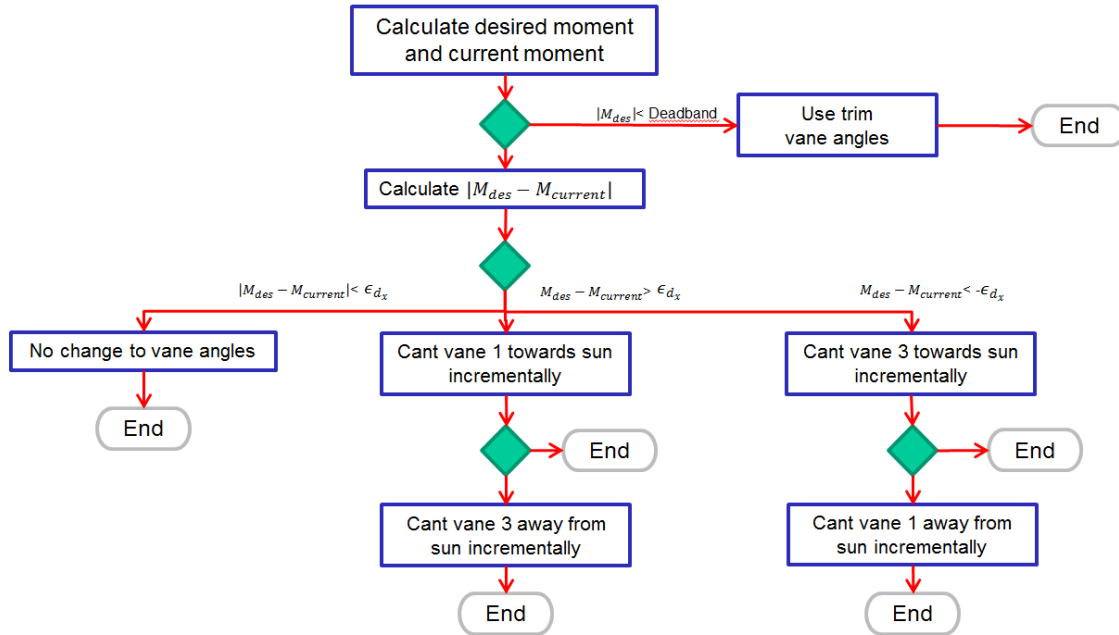 Calculate desired moment
and current moment
|M_des|< Deadband
Use trim
vane angles
End
Calculate |M_des − M_current|
|M_des − M_current|< ϵ_d_x
M_des − M_current> ϵ_d_x
M_des − M_current< -ϵ_d_x
No change to vane angles
Cant vane 1 towards sun
incrementally
Cant vane 3 towards sun
incrementally
End
End
End
Cant vane 3 away from
sun incrementally
Cant vane 1 away from
sun incrementally
End
End